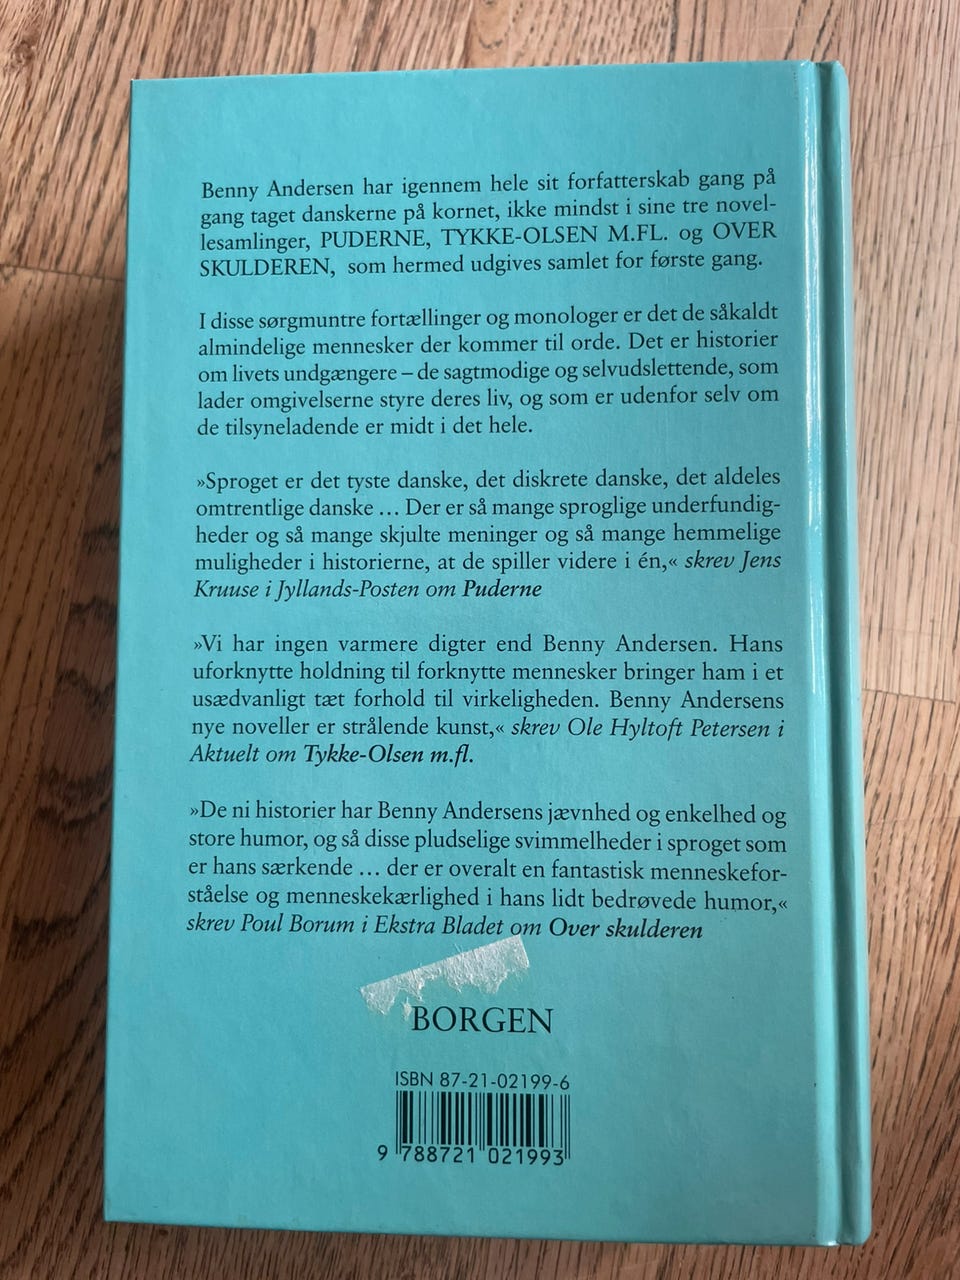 Benny Andersen har igennem hele sit forfatterskab gang på
gang taget danskerne på kornet, ikke mindst i sine tre novel-
lesamlinger, PUDERNE, TYKKE-OLSEN M.FL. og OVER
SKULDEREN, som hermed udgives samlet for første gang.
I disse sørgmuntre fortællinger og monologer er det de såkaldt
almindelige mennesker der kommer til orde. Det er historier
om livets undgængere – de sagtmodige og selvudslettende, som
lader omgivelserne styre deres liv, og som er udenfor selv om
de tilsyneladende er midt i det hele.
»Sproget er det tyste danske, det diskrete danske, det aldeles
omtrentlige danske ... Der er så mange sproglige underfundig-
heder og så mange skjulte meninger og så mange hemmelige
muligheder i historierne, at de spiller videre i én,« skrev Jens
Kruuse i Jyllands-Posten om Puderne
»Vi har ingen varmere digter end Benny Andersen. Hans
uforknytte holdning til forknytte mennesker bringer ham i et
usædvanligt tæt forhold til virkeligheden. Benny Andersens
nye noveller er strålende kunst,« skrev Ole Hyltoft Petersen i
Aktuelt om Tykke-Olsen m.fl.
»De ni historier har Benny Andersens jævnhed og enkelhed og
store humor, og så disse pludselige svimmelheder i sproget som
er hans særkende ... der er overalt en fantastisk menneskefor-
ståelse og menneskekærlighed i hans lidt bedrøvede humor,«
skrev Poul Borum i Ekstra Bladet om Over skulderen
BORGEN
ISBN 87-21-02199-6
9 788721 021993